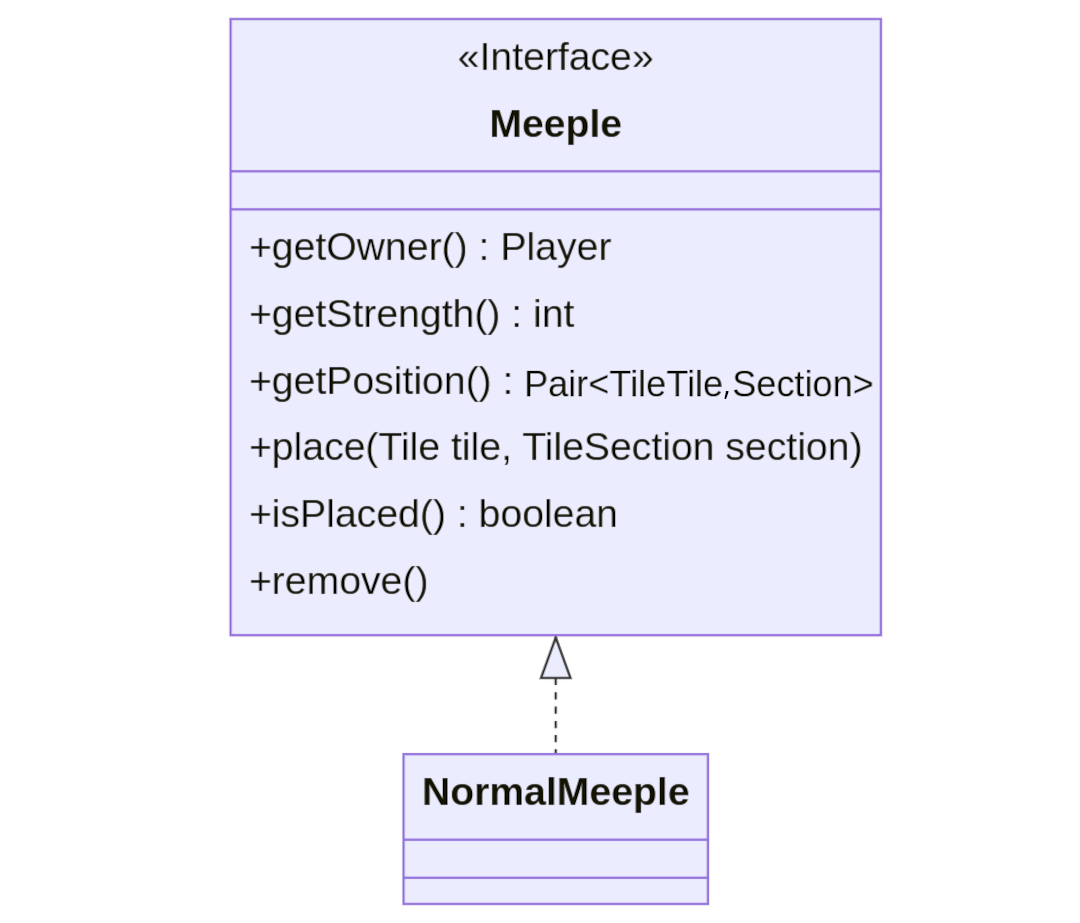 «Interface»
Meeple
+getOwner() : Player
+getStrength() : int
+getPosition() : Pair<TileTile,Section>
+place(Tile tile, TileSection section)
+isPlaced() : boolean
+remove()
NormalMeeple